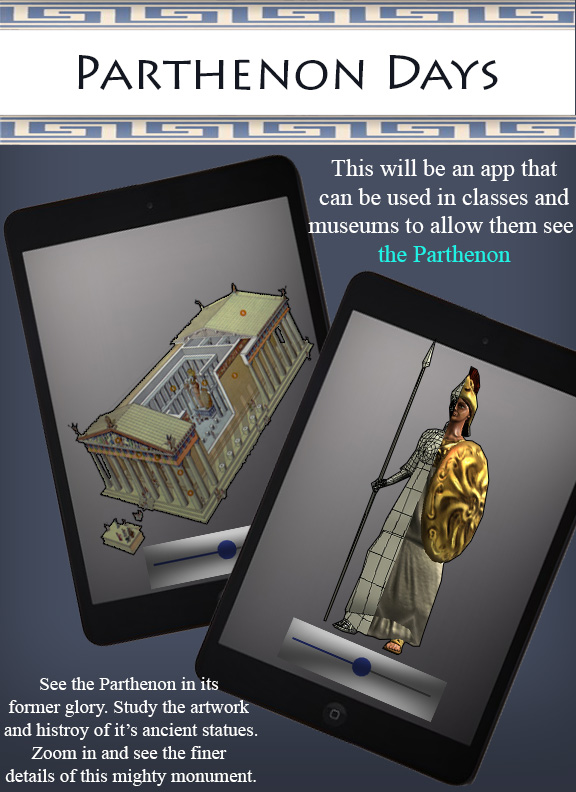 PARTHENON DAYS
This will be an app that
can be used in classes and
museums to allow them see
the Parthenon
See the Parthenon in its
former glory. Study the artwork
and histroy of it's ancient statues.
Zoom in and see the finer
details of this mighty monument.